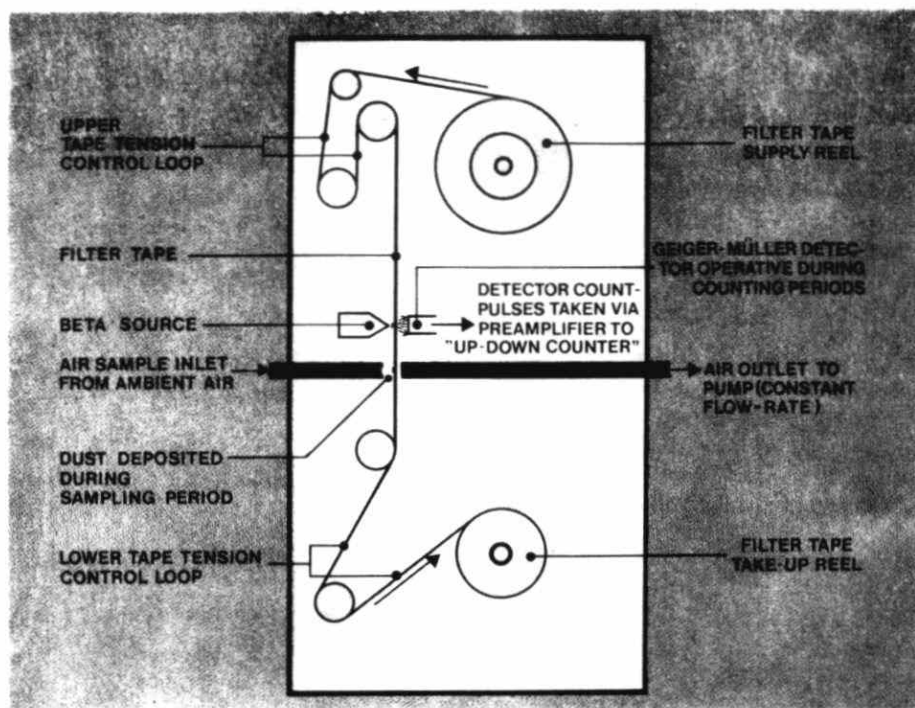 UPPER
TAPE TENSION
CONTROL LOOP
FILTER TAPE
BETA SOURCE
AIR SAMPLE INLET
FROM AMBIENT AIR
DUST DEPOSITED
DURING
SAMPLING PERIOD
LOWER TAPE TENSION
CONTROL LOOP
DETECTOR COUNT-
PULSES TAKEN VIA
PREAMPLIFIER TO
"UP-DOWN COUNTER"
FILTER TAPE
SUPPLY REEL
GEIGER-MÜLLER DETEC-
TOR OPERATIVE DURING
COUNTING PERIODS
AIR OUTLET TO
PUMP (CONSTANT
FLOW-RATE)
FILTER TAPE
TAKE-UP REEL